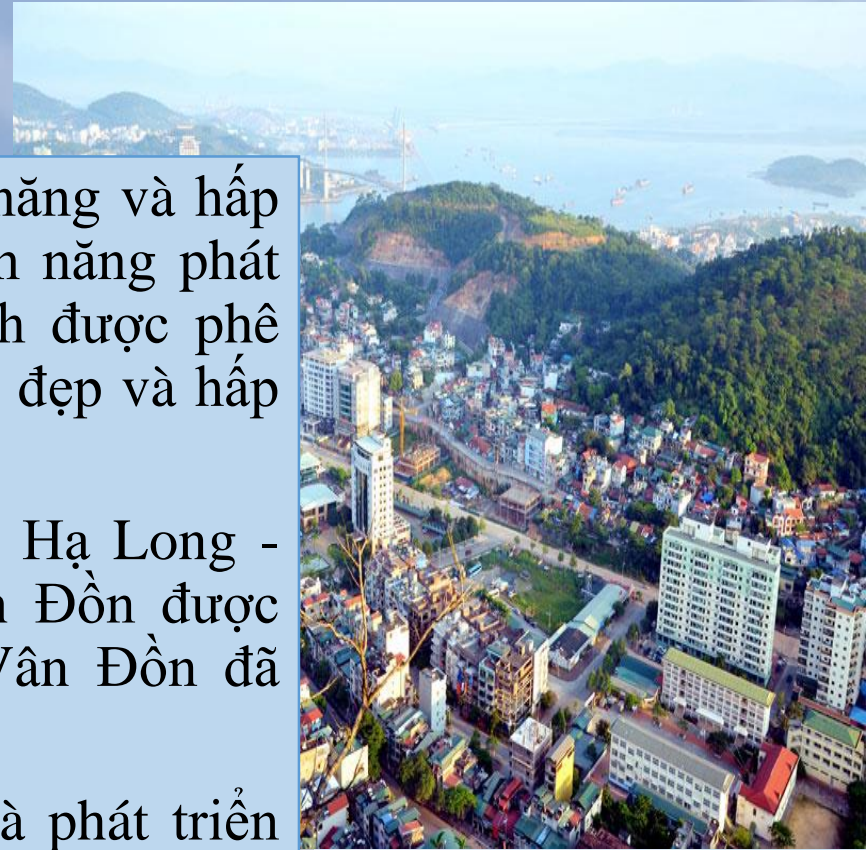 năng và hấp
năng phát
được phê
đẹp và hấp
Hạ Long -
Đồn được
Vân Đồn đã
phát triển